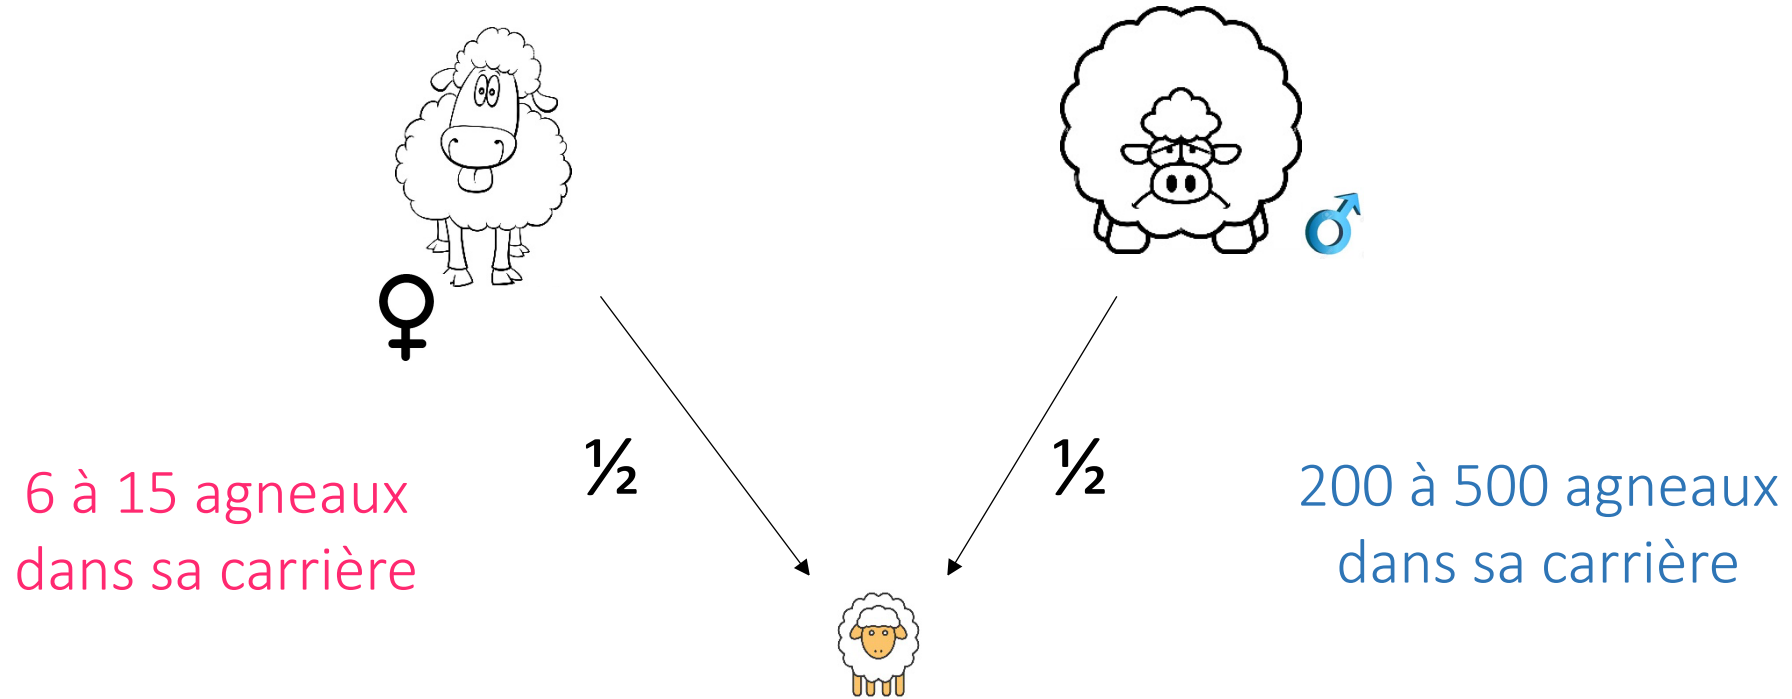 ½
½
6 à 15 agneaux
dans sa carrière
200 à 500 agneaux
dans sa carrière